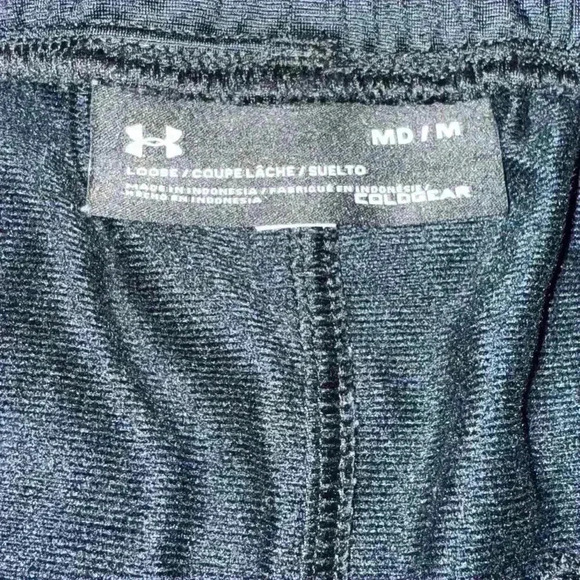 MD / M
LOOSE / COUPE LÂCHE / SUELTO
MADE IN INDONESIA / FABRIQUÉ EN INDONÉSIE /
HECHO EN INDONESIA
COLDGEAR